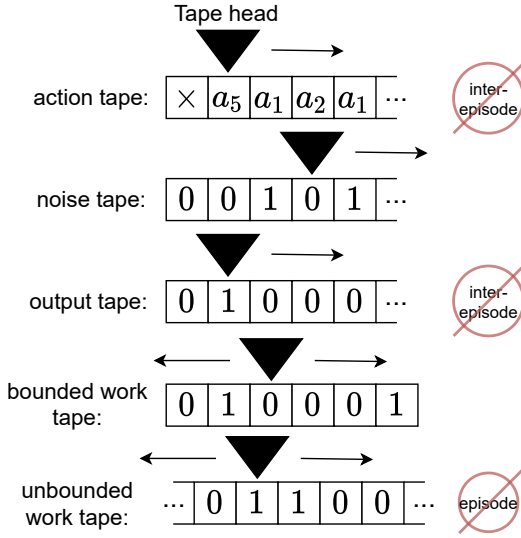 Tape head
action tape: × a₅ a₁ a₂ a₁ ...
inter-
episode
noise tape: 0 0 1 0 1 ...
output tape: 0 1 0 0 0 ...
inter-
episode
bounded work
tape: 0 1 0 0 0 1
unbounded
work tape: ... 0 1 1 0 0 ...
episode